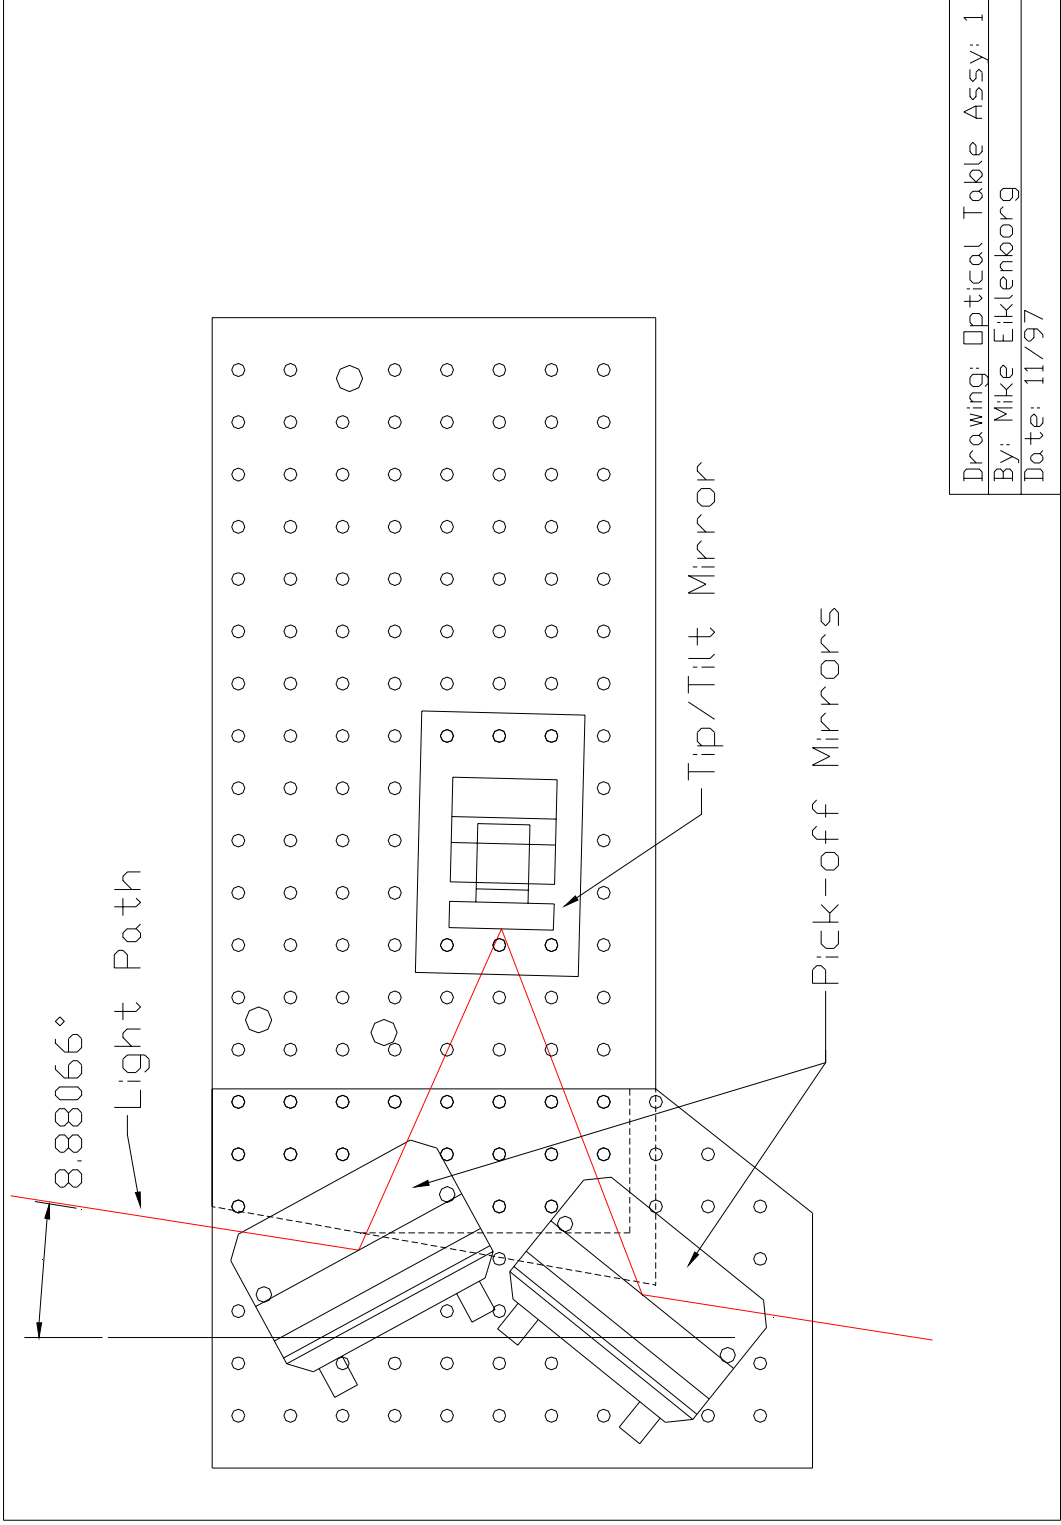 8.88066°
Light Path
Tip/Tilt Mirror
Pick-off Mirrors
Drawing: Optical Table Assy: 1
By: Mike Eiklenborg
Date: 11/97